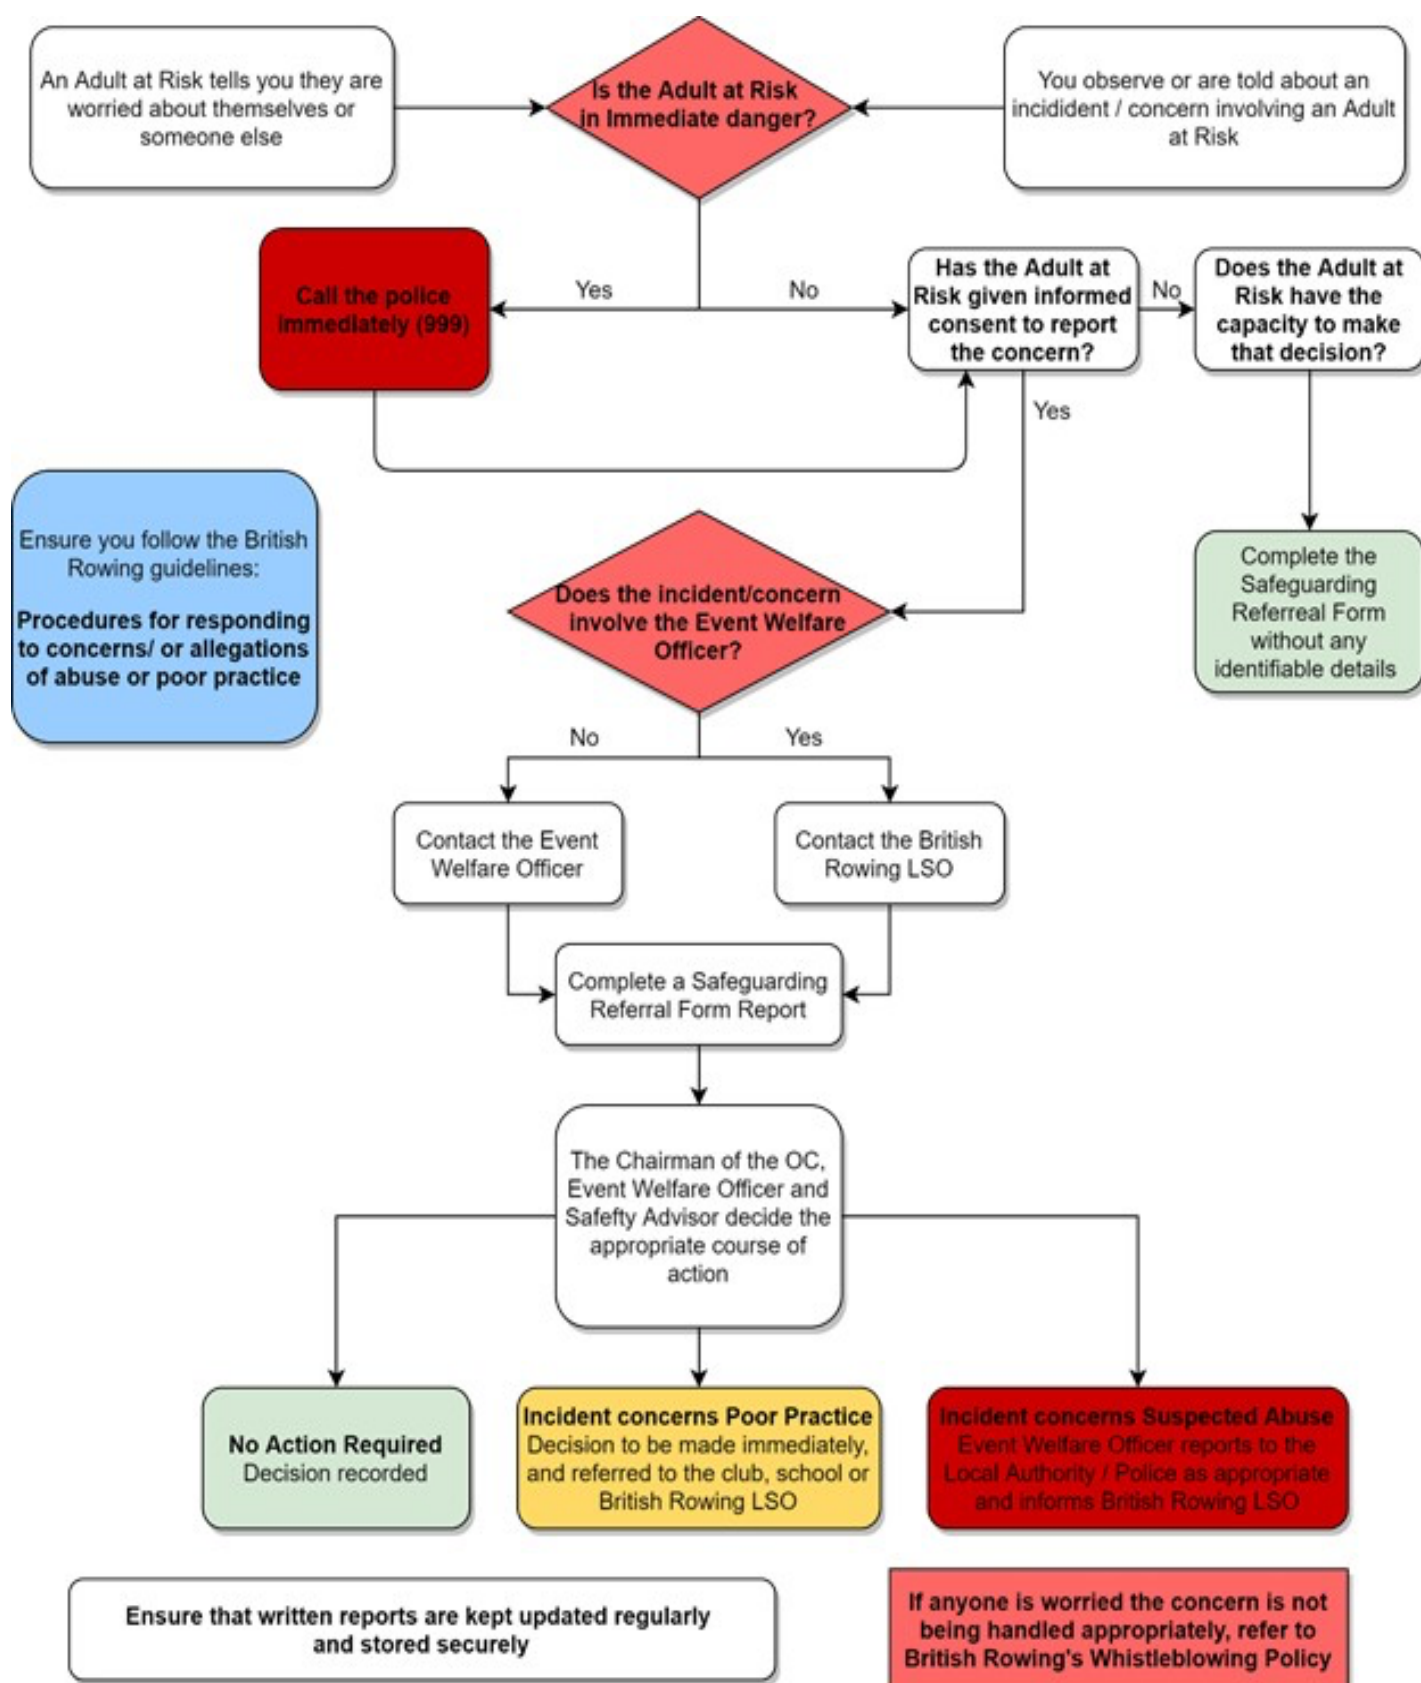 An Adult at Risk tells you they are
worried about themselves or
someone else
Is the Adult at Risk
in Immediate danger?
You observe or are told about an
incidident / concern involving an Adult
at Risk
Call the police
immediately (999)
Yes
No
Has the Adult at
Risk given informed
consent to report
the concern?
No
Does the Adult at
Risk have the
capacity to make
that decision?
Yes
Ensure you follow the British
Rowing guidelines:
Procedures for responding
to concerns/ or allegations
of abuse or poor practice
Does the incident/concern
involve the Event Welfare
Officer?
Complete the
Safeguarding
Referreal Form
without any
identifiable details
No
Yes
Contact the Event
Welfare Officer
Contact the British
Rowing LSO
Complete a Safeguarding
Referral Form Report
The Chairman of the OC,
Event Welfare Officer and
Safefty Advisor decide the
appropriate course of
action
No Action Required
Decision recorded
Incident concerns Poor Practice
Decision to be made immediately,
and referred to the club, school or
British Rowing LSO
Incident concerns Suspected Abuse
Event Welfare Officer reports to the
Local Authority / Police as appropriate
and informs British Rowing LSO
Ensure that written reports are kept updated regularly
and stored securely
If anyone is worried the concern is not
being handled appropriately, refer to
British Rowing's Whistleblowing Policy